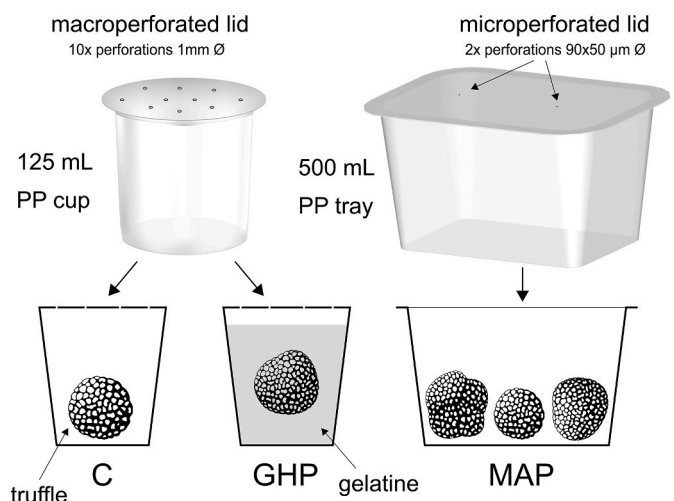 macroperforated lid
10x perforations 1mm Ø
microperforated lid
2x perforations 90x50 µm Ø
125 mL
PP cup
500 mL
PP tray
truffle
C
GHP
gelatine
MAP